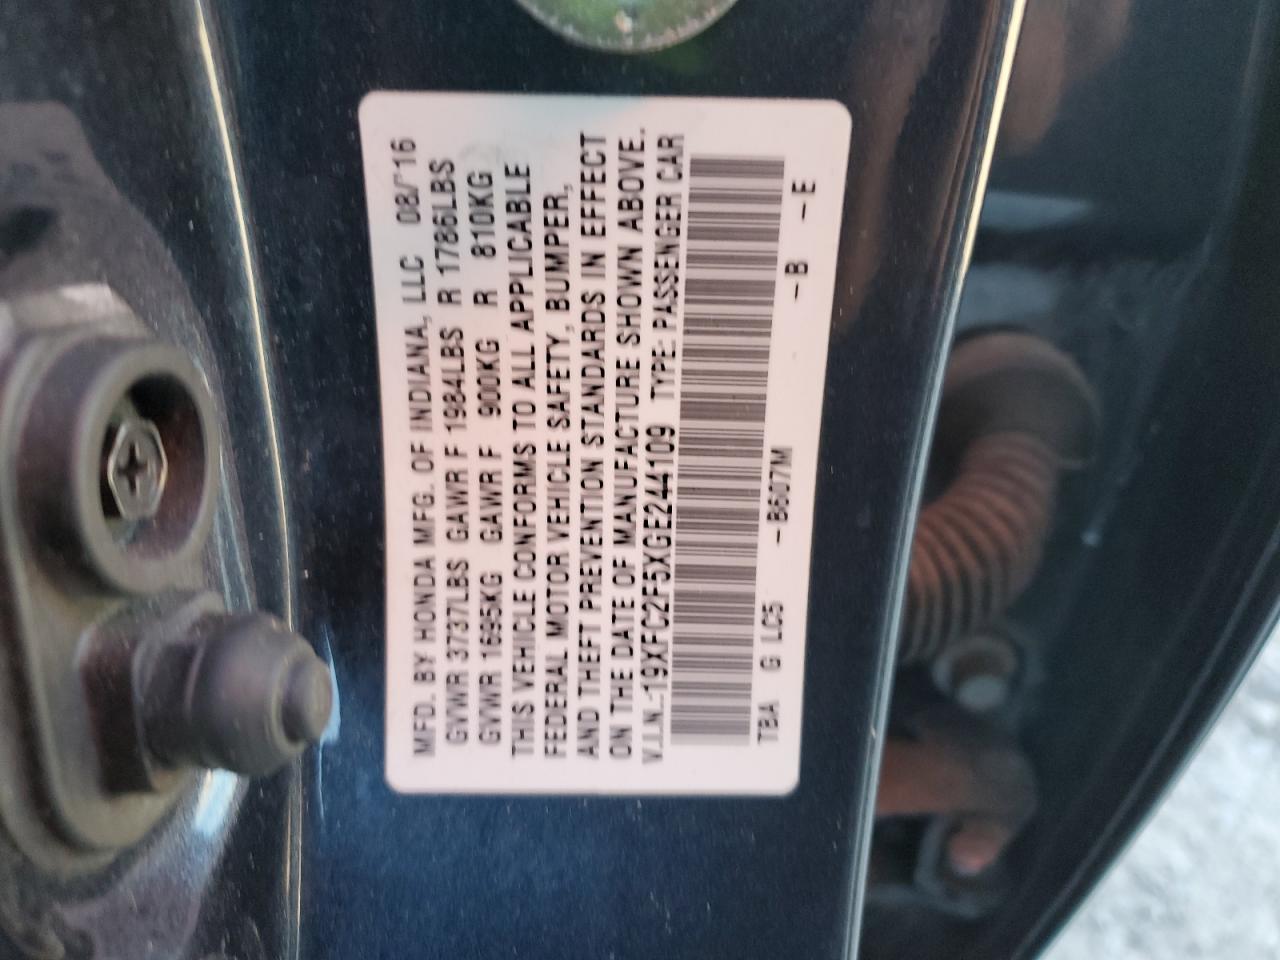 MFD. BY HONDA MFG. OF INDIANA, LLC 08/'16
GVWR 3737LBS GAWR F 1984LBS R 1786LBS
GVWR 1695KG GAWR F 900KG R 810KG
THIS VEHICLE CONFORMS TO ALL APPLICABLE
FEDERAL MOTOR VEHICLE SAFETY, BUMPER,
AND THEFT PREVENTION STANDARDS IN EFFECT
ON THE DATE OF MANUFACTURE SHOWN ABOVE.
V.I.N.:19XFC2F5XGE244109 TYPE: PASSENGER CAR
TBA G LC5 -B607M -B -E